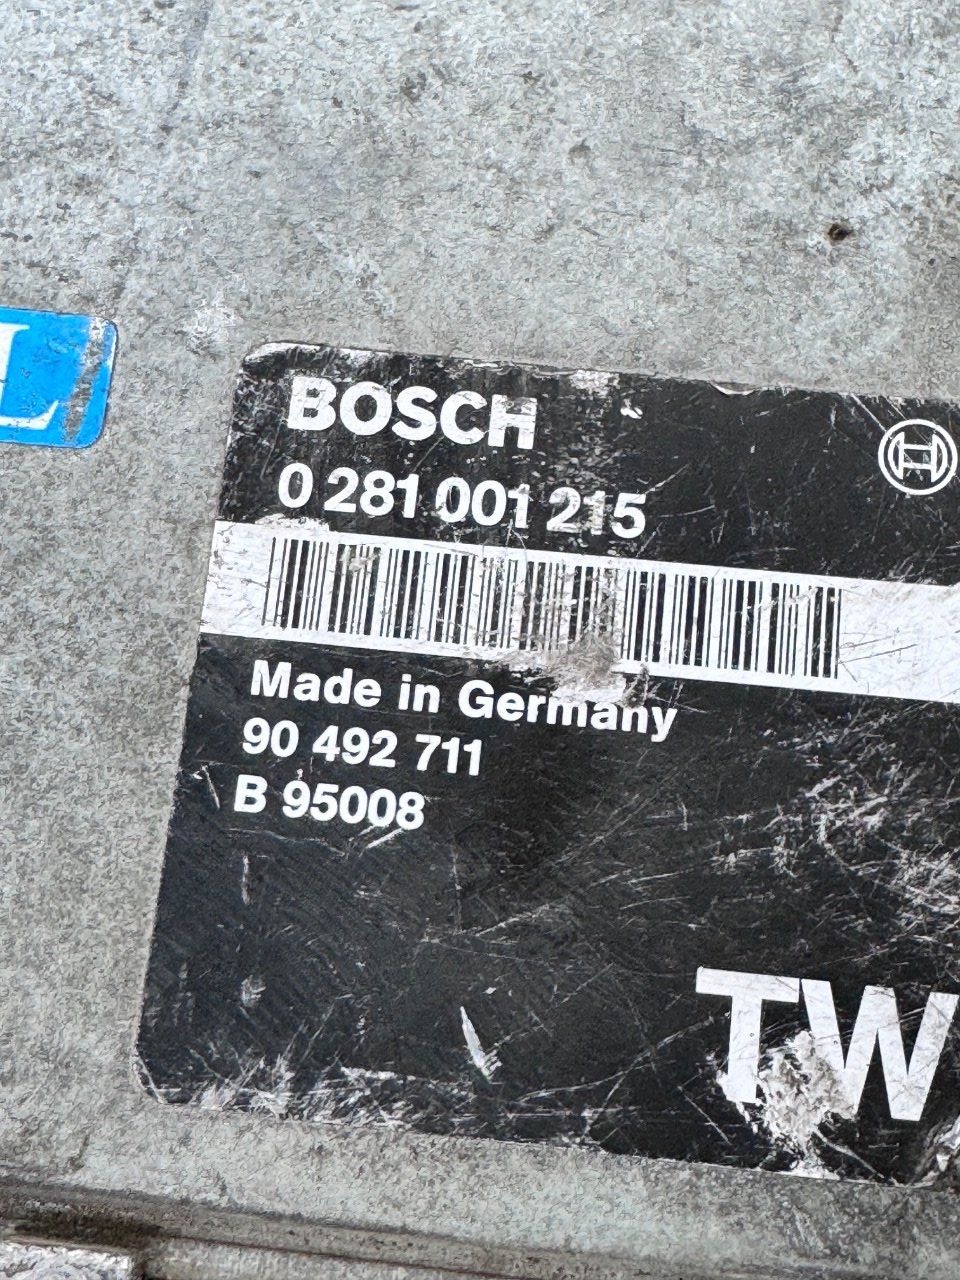 L
BOSCH
0 281 001 215
Made in Germany
90 492 711
B 95008
TW